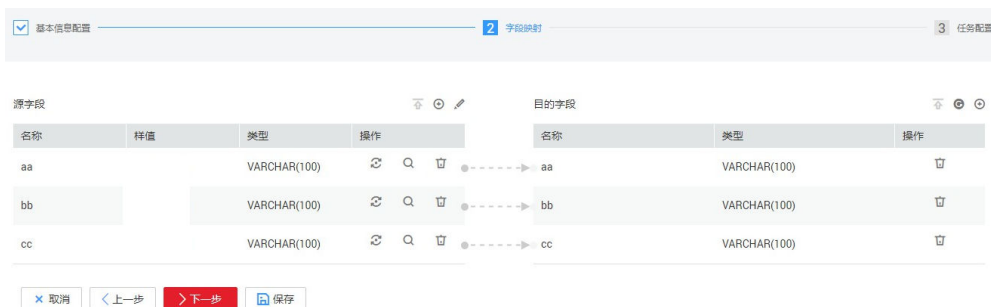 基本信息配置 2 字段映射 3 任务配置
源字段 目的字段
名称 样值 类型 操作 名称 类型 操作
aa VARCHAR(100) aa VARCHAR(100)
bb VARCHAR(100) bb VARCHAR(100)
cc VARCHAR(100) cc VARCHAR(100)
取消 上一步 下一步 保存